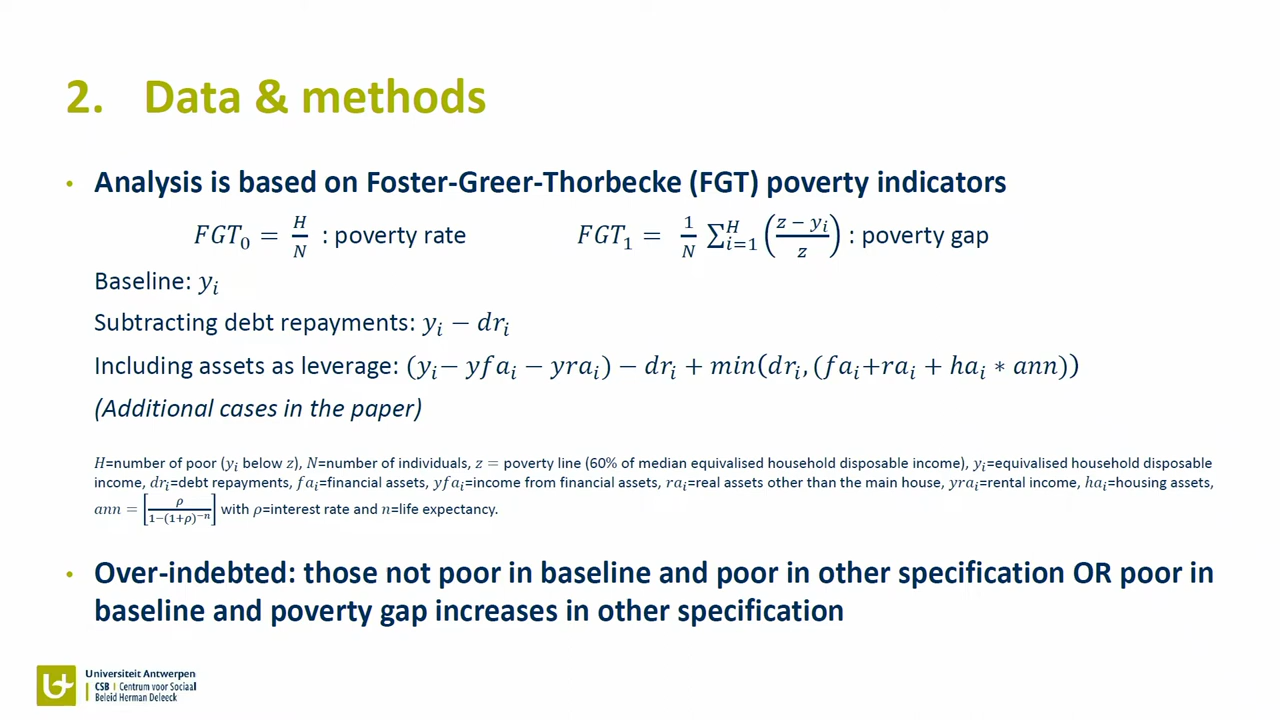 2. Data & methods
• Analysis is based on Foster-Greer-Thorbecke (FGT) poverty indicators
𝐹𝐺𝑇₀ = 𝐻/𝑁 : poverty rate 𝐹𝐺𝑇₁ = 1/𝑁 ∑ᴴᵢ₌₁ ((𝑧 − 𝑦ᵢ)/𝑧) : poverty gap
Baseline: 𝑦ᵢ
Subtracting debt repayments: 𝑦ᵢ − 𝑑𝑟ᵢ
Including assets as leverage: (𝑦ᵢ− 𝑦𝑓𝑎ᵢ − 𝑦𝑟𝑎ᵢ) − 𝑑𝑟ᵢ + 𝑚𝑖𝑛(𝑑𝑟ᵢ, (𝑓𝑎ᵢ+𝑟𝑎ᵢ + ℎ𝑎ᵢ ∗ 𝑎𝑛𝑛))
(Additional cases in the paper)
𝐻=number of poor (𝑦ᵢ below 𝑧), 𝑁=number of individuals, 𝑧 = poverty line (60% of median equivalised household disposable income), 𝑦ᵢ=equivalised household disposable
income, 𝑑𝑟ᵢ=debt repayments, 𝑓𝑎ᵢ=financial assets, 𝑦𝑓𝑎ᵢ=income from financial assets, 𝑟𝑎ᵢ=real assets other than the main house, 𝑦𝑟𝑎ᵢ=rental income, ℎ𝑎ᵢ=housing assets,
𝑎𝑛𝑛 = [𝜌/(1−(1+𝜌)⁻ⁿ)] with 𝜌=interest rate and 𝑛=life expectancy.
• Over-indebted: those not poor in baseline and poor in other specification OR poor in
baseline and poverty gap increases in other specification
Universiteit Antwerpen
CSB | Centrum voor Sociaal
Beleid Herman Deleeck